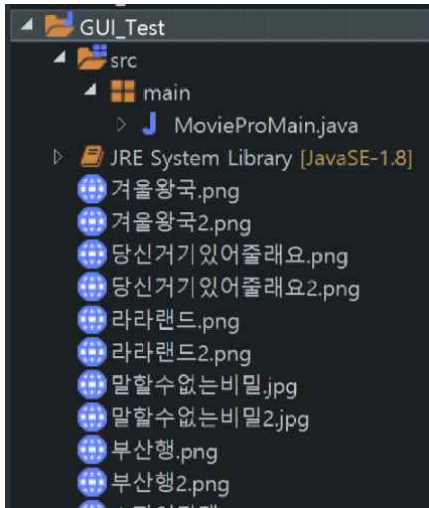 GUI_Test
src
main
MovieProMain.java
JRE System Library [JavaSE-1.8]
겨울왕국.png
겨울왕국2.png
당신거기있어줄래요.png
당신거기있어줄래요2.png
라라랜드.png
라라랜드2.png
말할수없는비밀.jpg
말할수없는비밀2.jpg
부산행.png
부산행2.png